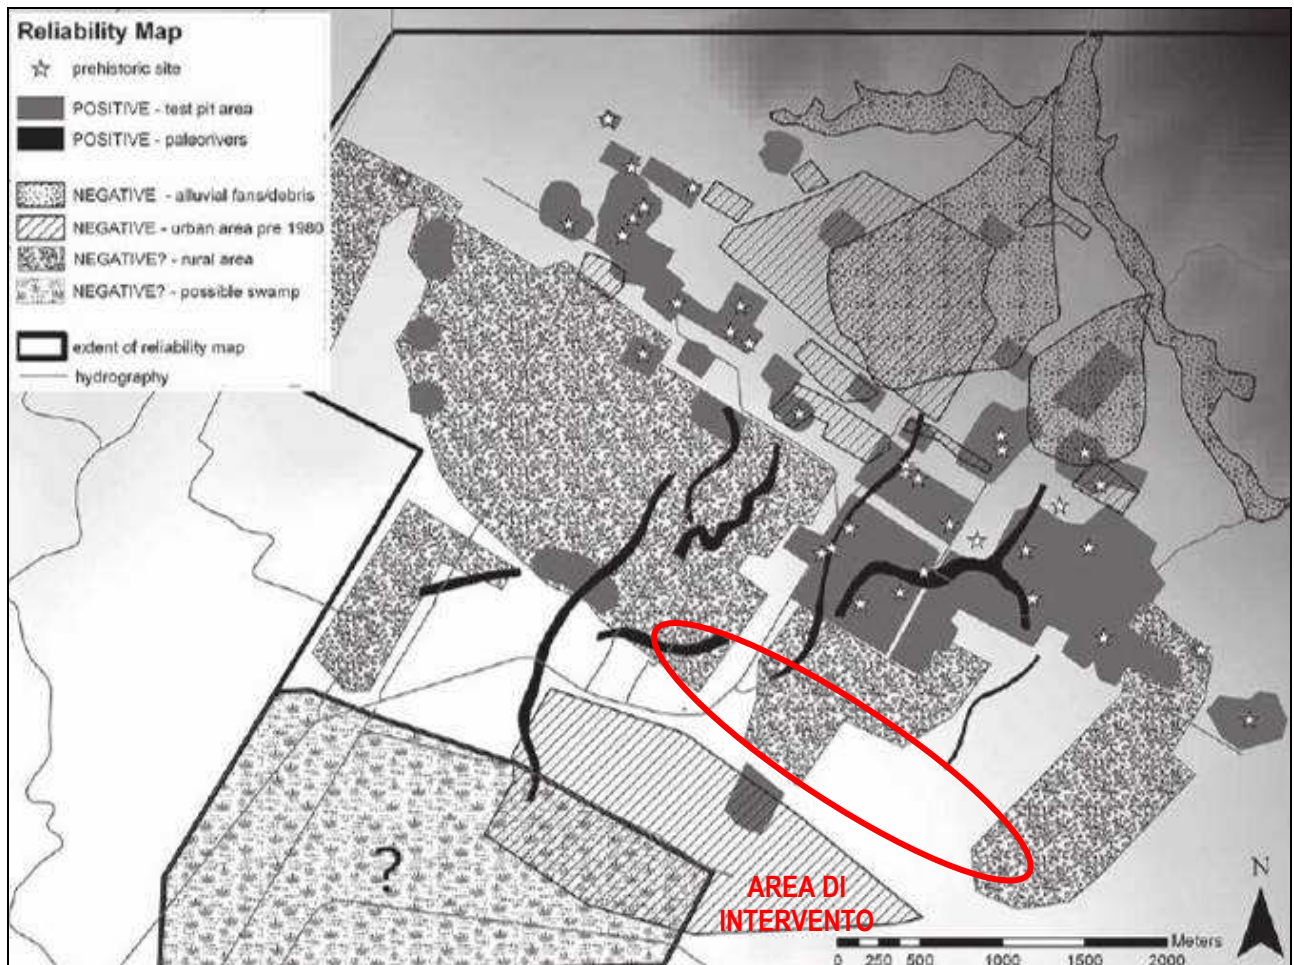 Reliability Map
prehistoric site
POSITIVE - test pit area
POSITIVE - paleorivers
NEGATIVE - alluvial fans/debris
NEGATIVE - urban area pre 1980
NEGATIVE? - rural area
NEGATIVE? - possible swamp
extent of reliability map
hydrography
?
AREA DI
INTERVENTO
N
Meters
0 250 500 1000 1500 2000